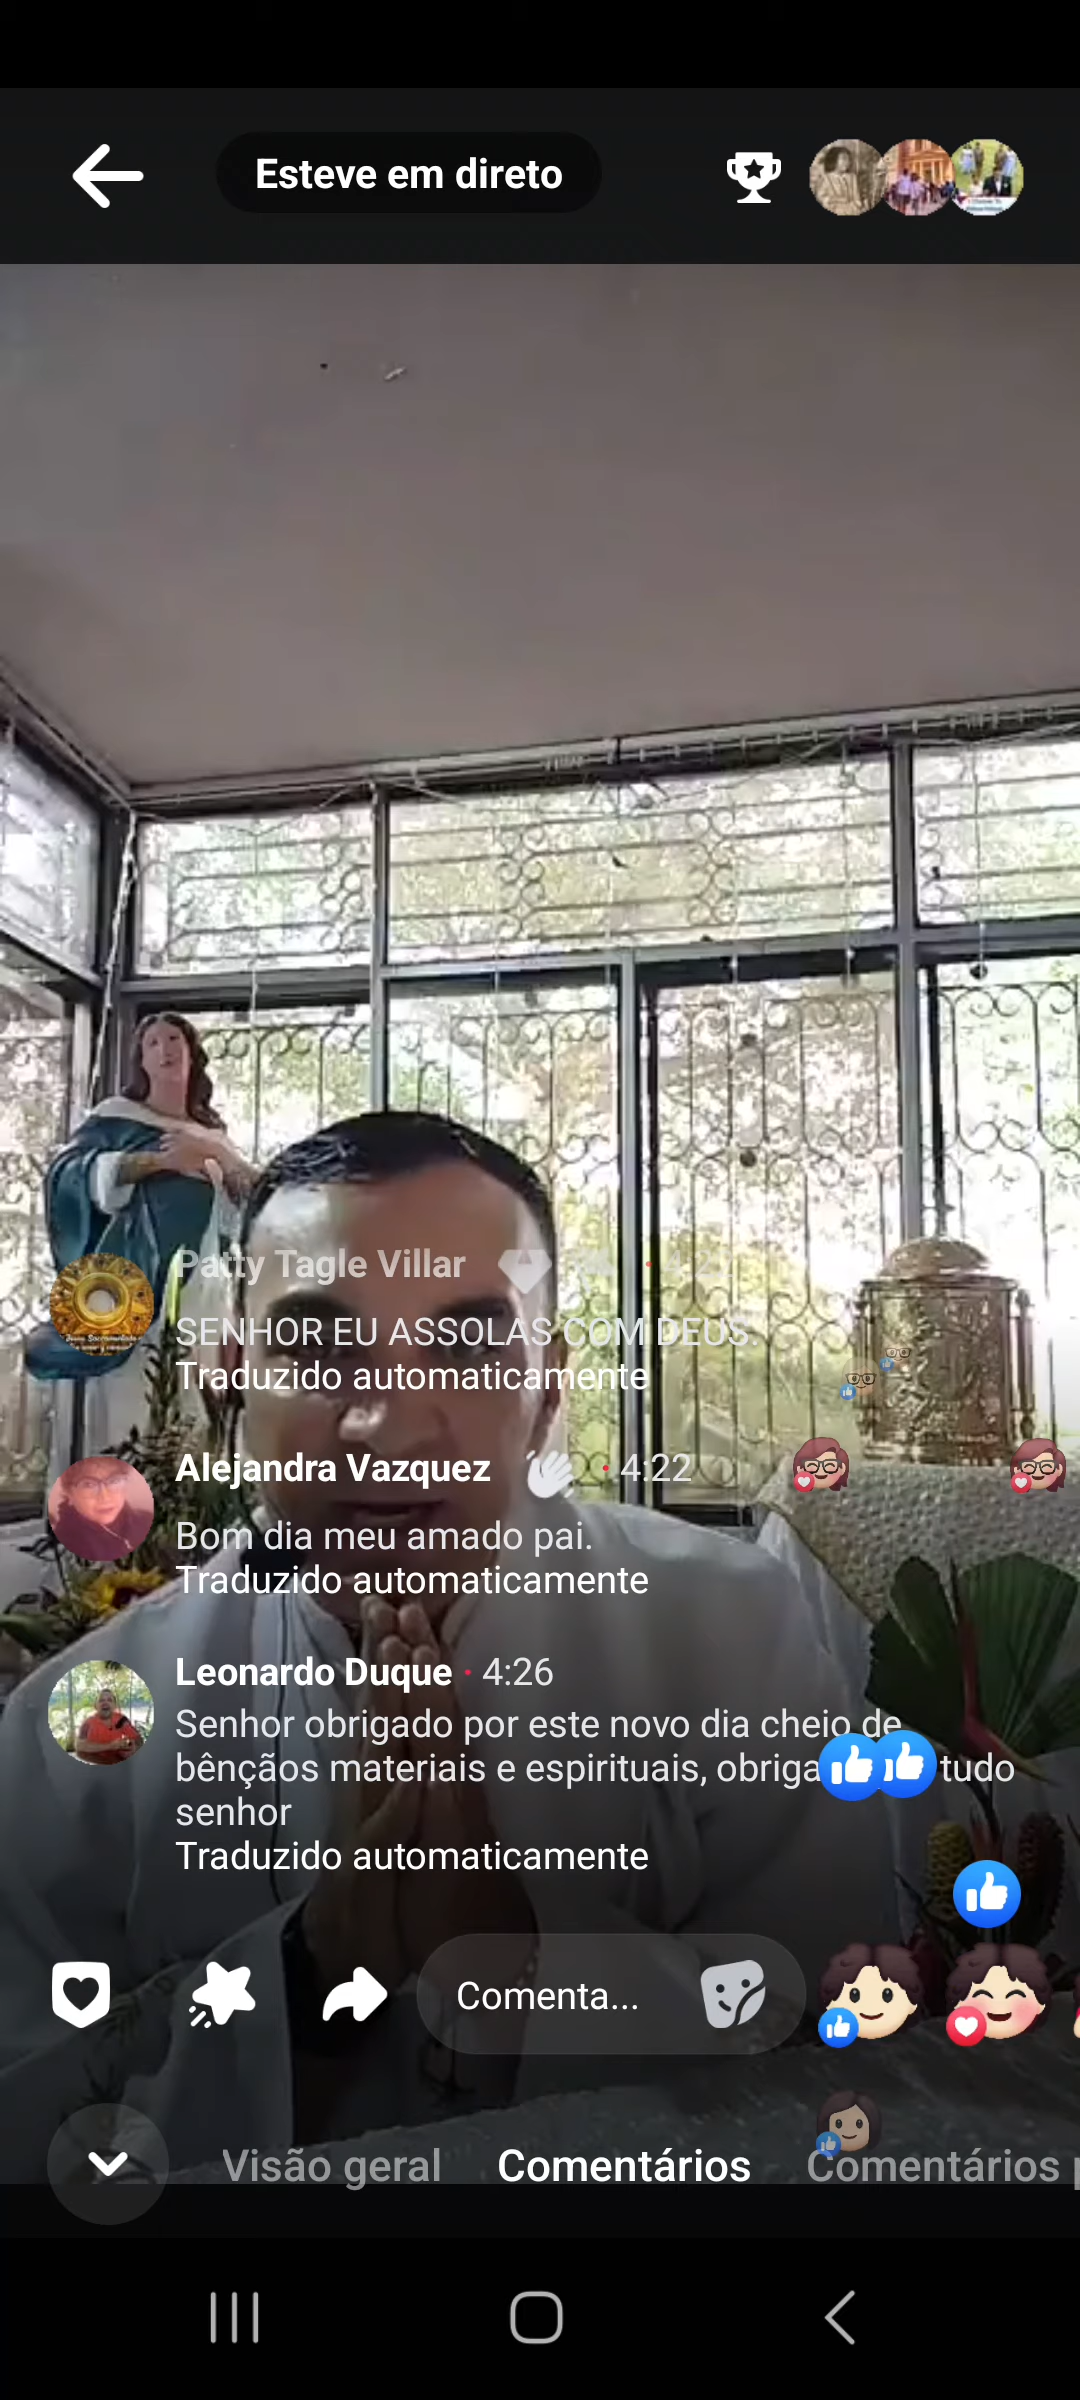 Esteve em direto
Patty Tagle Villar
SENHOR EU ASSOLAS COM DEUS.
Traduzido automaticamente
Alejandra Vazquez · 4:22
Bom dia meu amado pai.
Traduzido automaticamente
Leonardo Duque · 4:26
Senhor obrigado por este novo dia cheio de
bênçãos materiais e espirituais, obriga tudo
senhor
Traduzido automaticamente
Comenta...
Visão geral
Comentários
Comentários